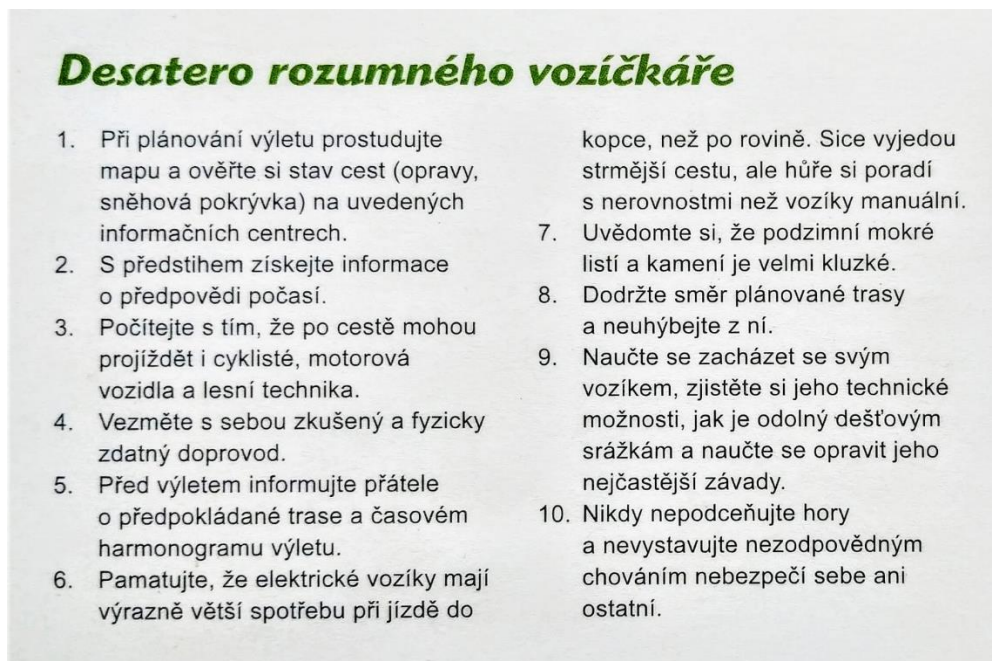 Desatero rozumného vozíčkáře
1. Při plánování výletu prostudujte
mapu a ověřte si stav cest (opravy,
sněhová pokrývka) na uvedených
informačních centrech.
2. S předstihem získejte informace
o předpovědi počasí.
3. Počítejte s tím, že po cestě mohou
projíždět i cyklisté, motorová
vozidla a lesní technika.
4. Vezměte s sebou zkušený a fyzicky
zdatný doprovod.
5. Před výletem informujte přátele
o předpokládané trase a časovém
harmonogramu výletu.
6. Pamatujte, že elektrické vozíky mají
výrazně větší spotřebu při jízdě do
kopce, než po rovině. Sice vyjedou
strmější cestu, ale hůře si poradí
s nerovnostmi než vozíky manuální.
7. Uvědomte si, že podzimní mokré
listí a kamení je velmi kluzké.
8. Dodržte směr plánované trasy
a neuhýbejte z ní.
9. Naučte se zacházet se svým
vozíkem, zjistěte si jeho technické
možnosti, jak je odolný dešťovým
srážkám a naučte se opravit jeho
nejčastější závady.
10. Nikdy nepodceňujte hory
a nevystavujte nezodpovědným
chováním nebezpečí sebe ani
ostatní.